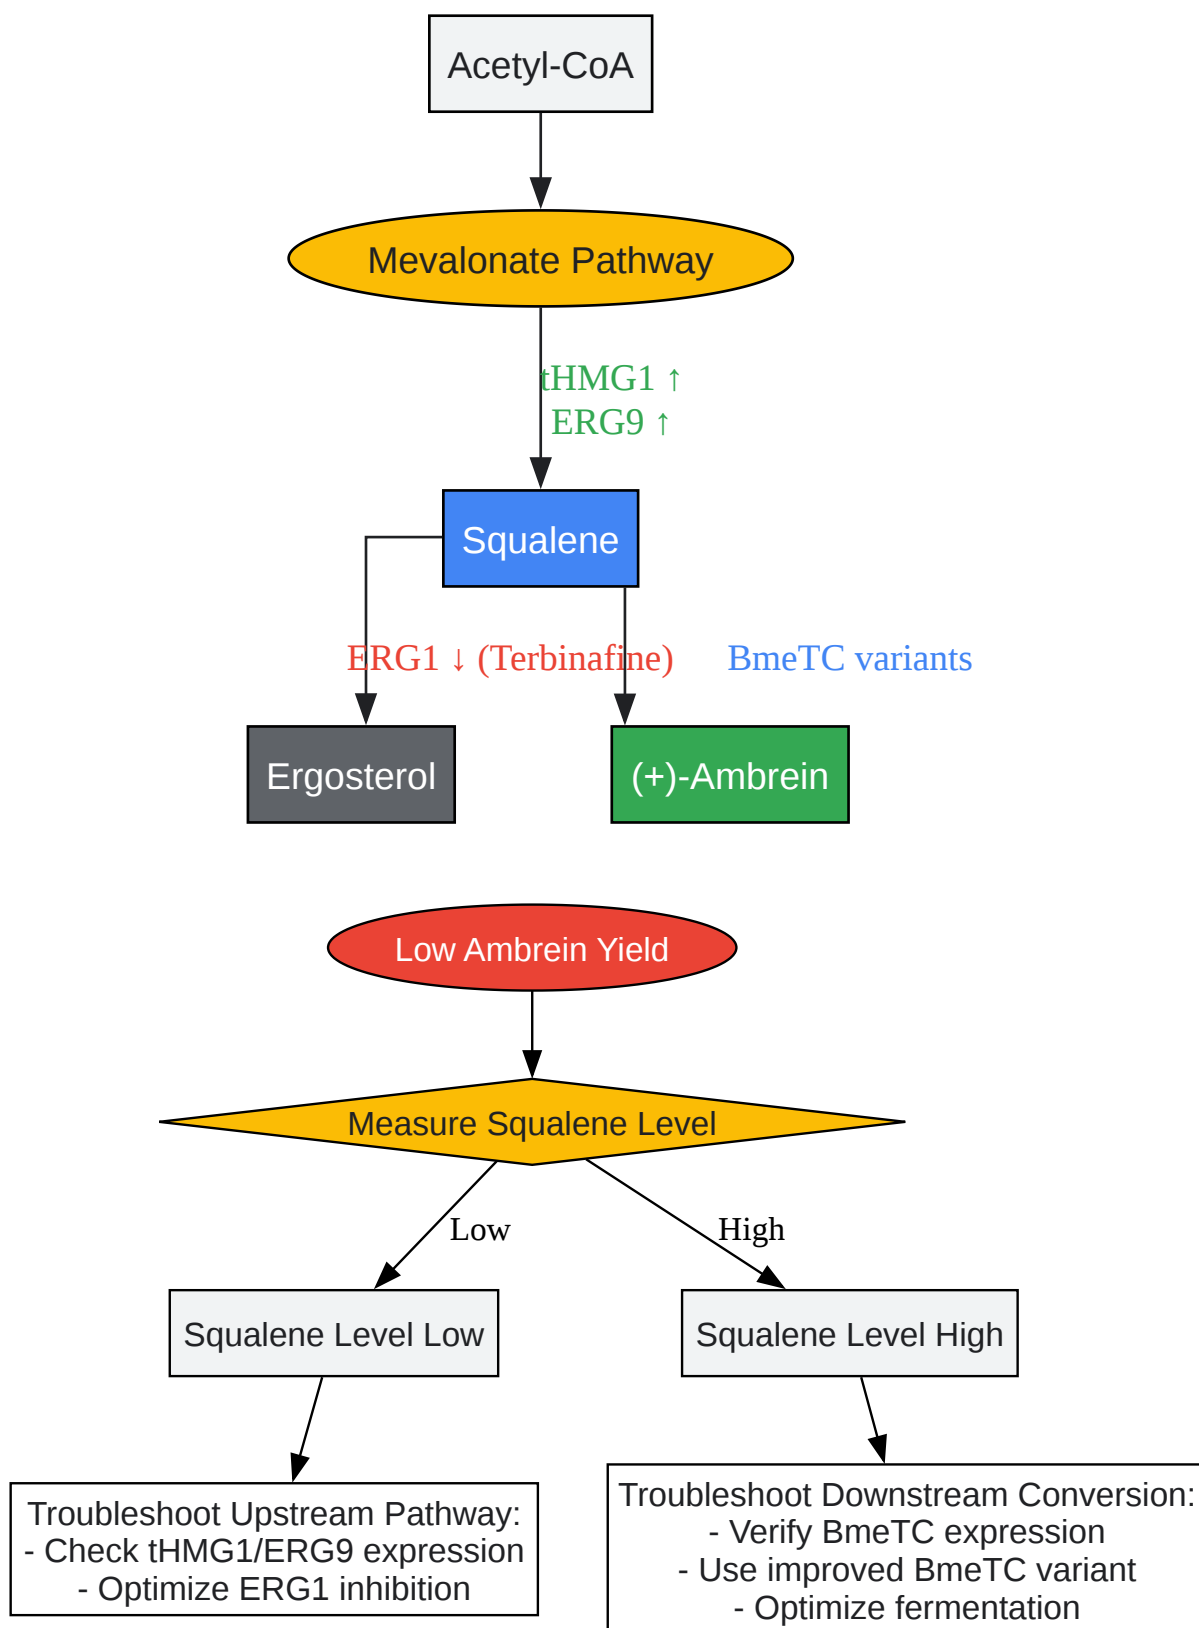 Acetyl-CoA
Mevalonate Pathway
tHMG1 ↑
ERG9 ↑
Squalene
ERG1 ↓ (Terbinafine)
BmeTC variants
Ergosterol
(+)-Ambrein
Low Ambrein Yield
Measure Squalene Level
Low
High
Squalene Level Low
Squalene Level High
Troubleshoot Upstream Pathway:
- Check tHMG1/ERG9 expression
- Optimize ERG1 inhibition
Troubleshoot Downstream Conversion:
- Verify BmeTC expression
- Use improved BmeTC variant
- Optimize fermentation